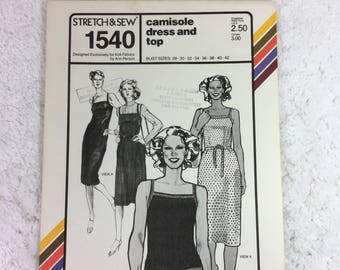 STRETCH&SEW®
1540
Designed Exclusively for Knit Fabrics
by Ann Person
camisole
dress and
top
2.50
3.00
BUST SIZES: 28 - 30 - 32 - 34 - 36 - 38 - 40 - 42
VIEW A
VIEW B
VIEW A